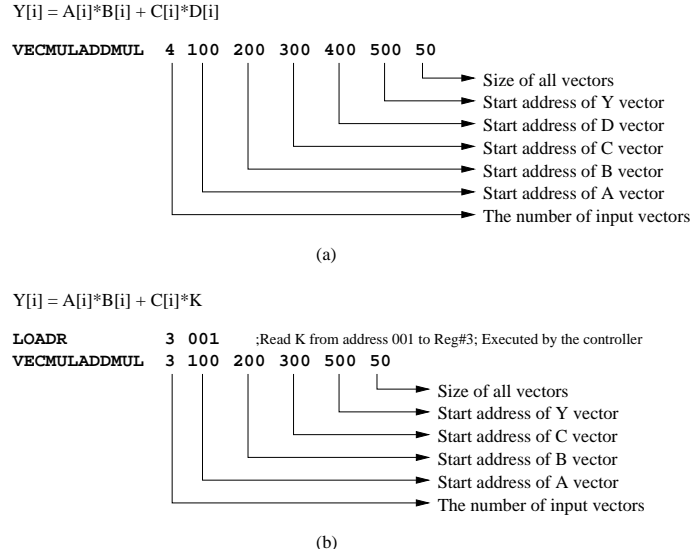 Y[i] = A[i]*B[i] + C[i]*D[i]
VECMULADDMUL 4 100 200 300 400 500 50
Size of all vectors
Start address of Y vector
Start address of D vector
Start address of C vector
Start address of B vector
Start address of A vector
The number of input vectors
(a)
Y[i] = A[i]*B[i] + C[i]*K
LOADR 3 001 ;Read K from address 001 to Reg#3; Executed by the controller
VECMULADDMUL 3 100 200 300 500 50
Size of all vectors
Start address of Y vector
Start address of C vector
Start address of B vector
Start address of A vector
The number of input vectors
(b)